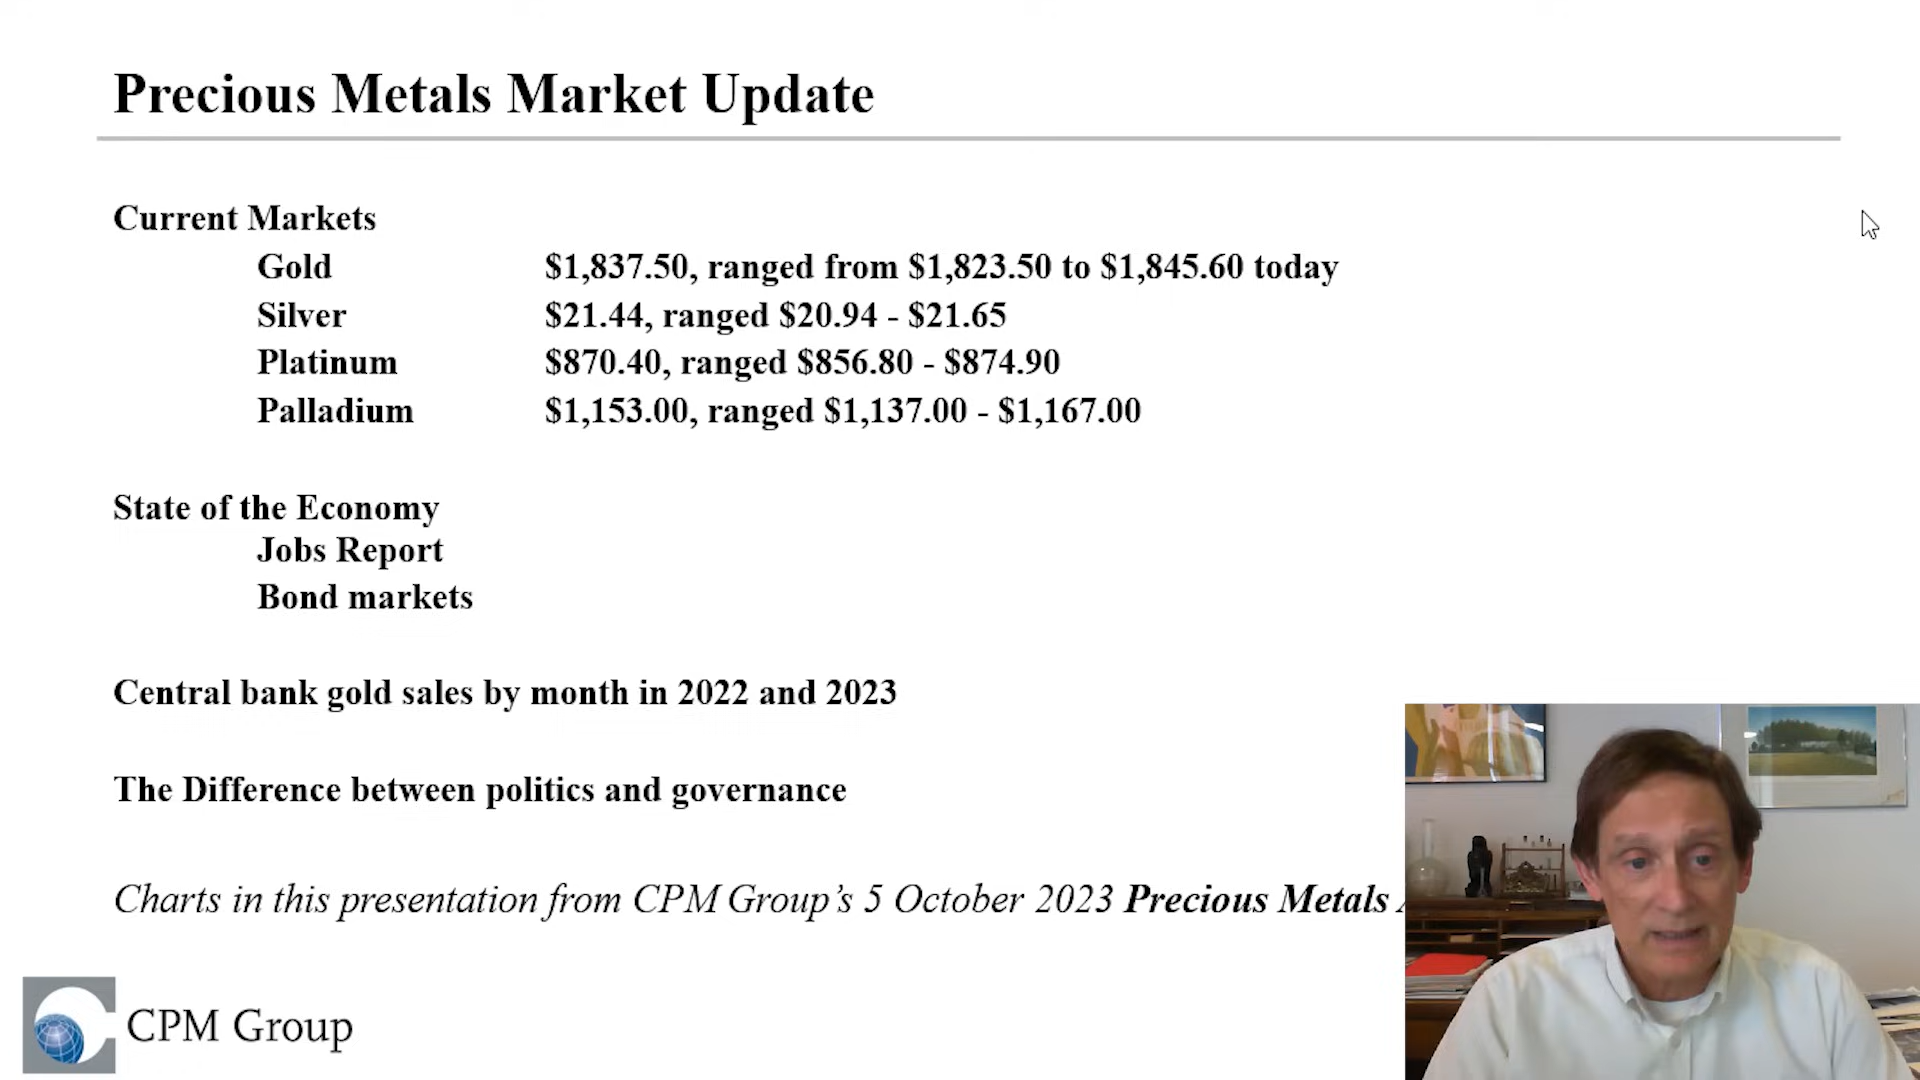 Precious Metals Market Update
Current Markets
Gold $1,837.50, ranged from $1,823.50 to $1,845.60 today
Silver $21.44, ranged $20.94 - $21.65
Platinum $870.40, ranged $856.80 - $874.90
Palladium $1,153.00, ranged $1,137.00 - $1,167.00
State of the Economy
Jobs Report
Bond markets
Central bank gold sales by month in 2022 and 2023
The Difference between politics and governance
Charts in this presentation from CPM Group’s 5 October 2023 Precious Metals
CPM Group